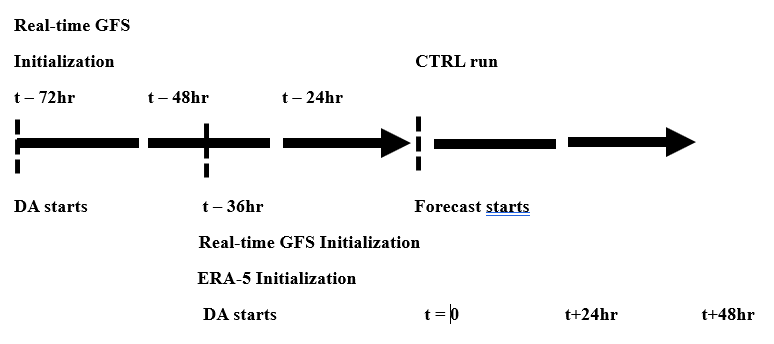 Real-time GFS
Initialization
CTRL run
t – 72hr
t – 48hr
t – 24hr
DA starts
t – 36hr
Forecast starts
Real-time GFS Initialization
ERA-5 Initialization
DA starts
t = 0
t+24hr
t+48hr